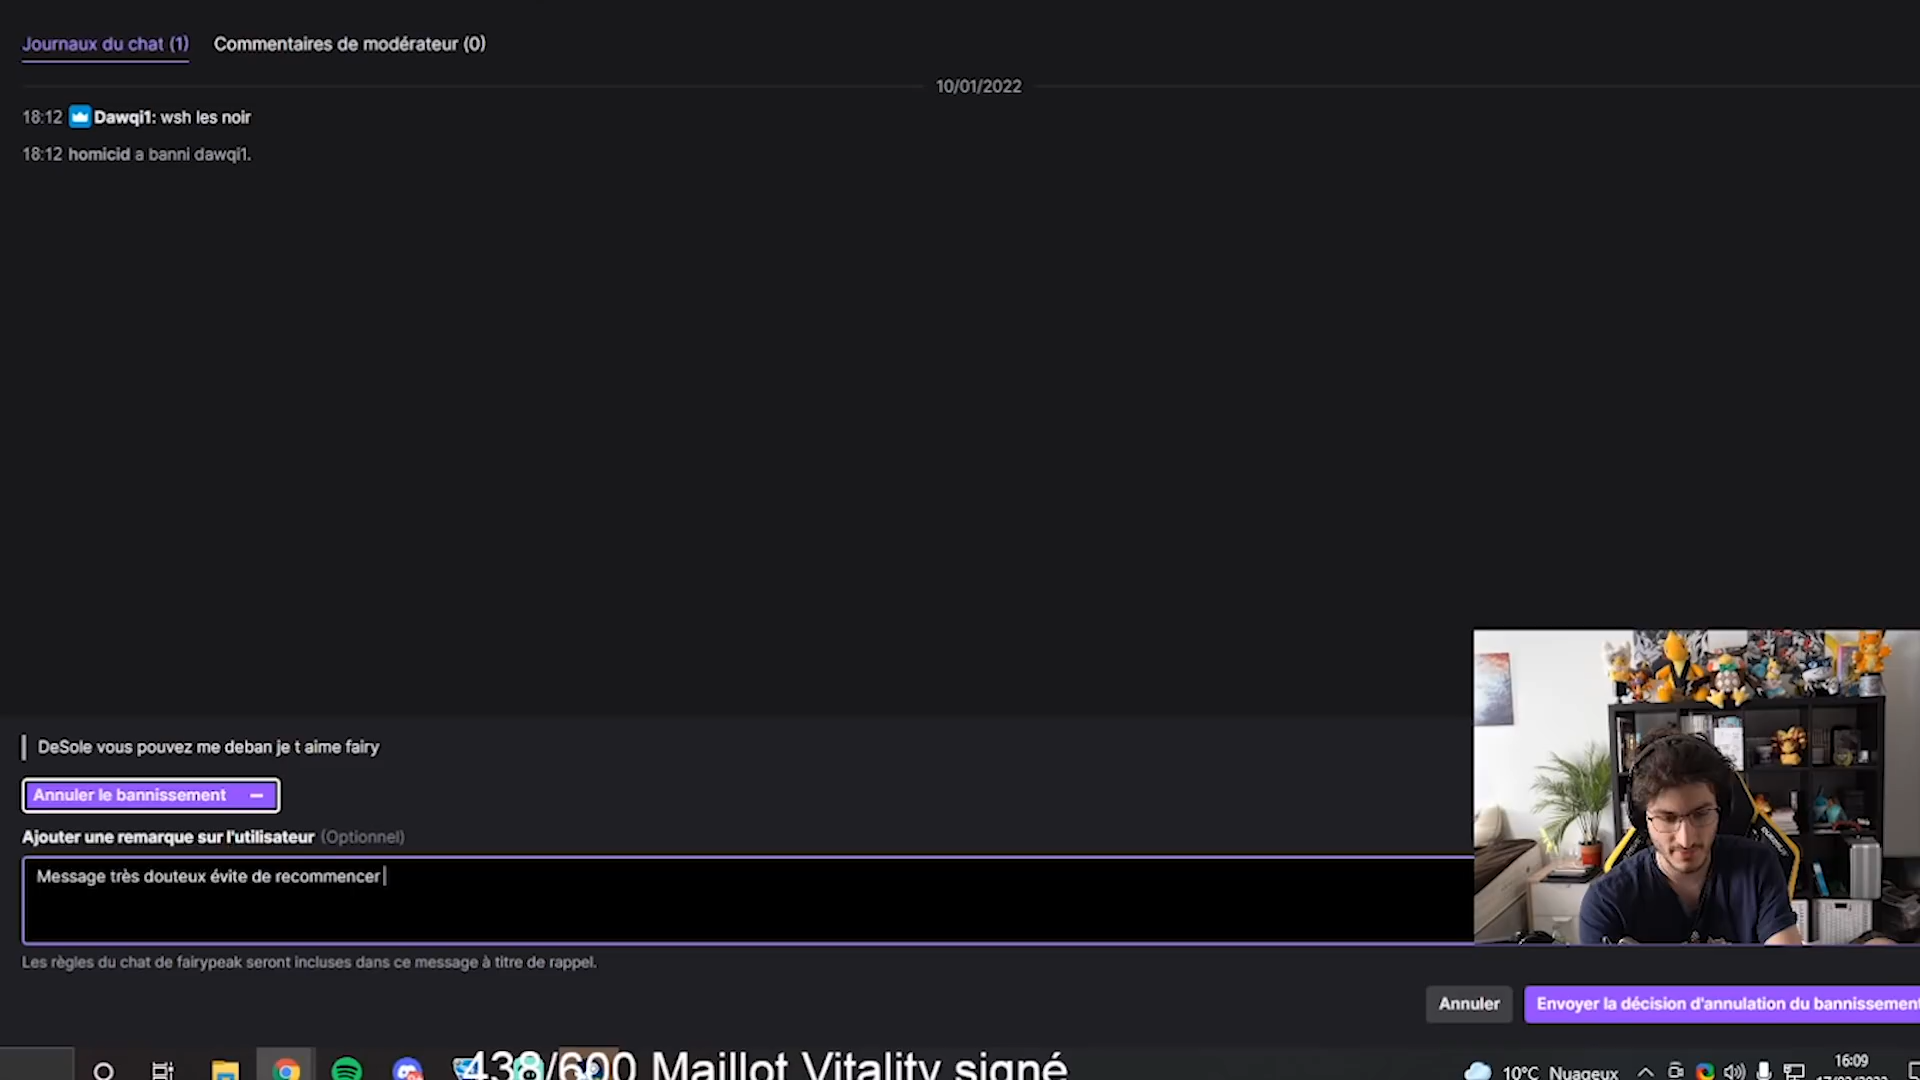 Journaux du chat (1) Commentaires de modérateur (0)
10/01/2022
18:12 Dawqi1: wsh les noir
18:12 homicid a banni dawqi1.
DeSole vous pouvez me deban je t aime fairy
Annuler le bannissement
Ajouter une remarque sur l'utilisateur (Optionnel)
Message très douteux évite de recommencer
Les règles du chat de fairypeak seront incluses dans ce message à titre de rappel.
Annuler Envoyer la décision d'annulation du bannissement
438/600 Maillot Vitality signé
10°C Nuageux 16:09